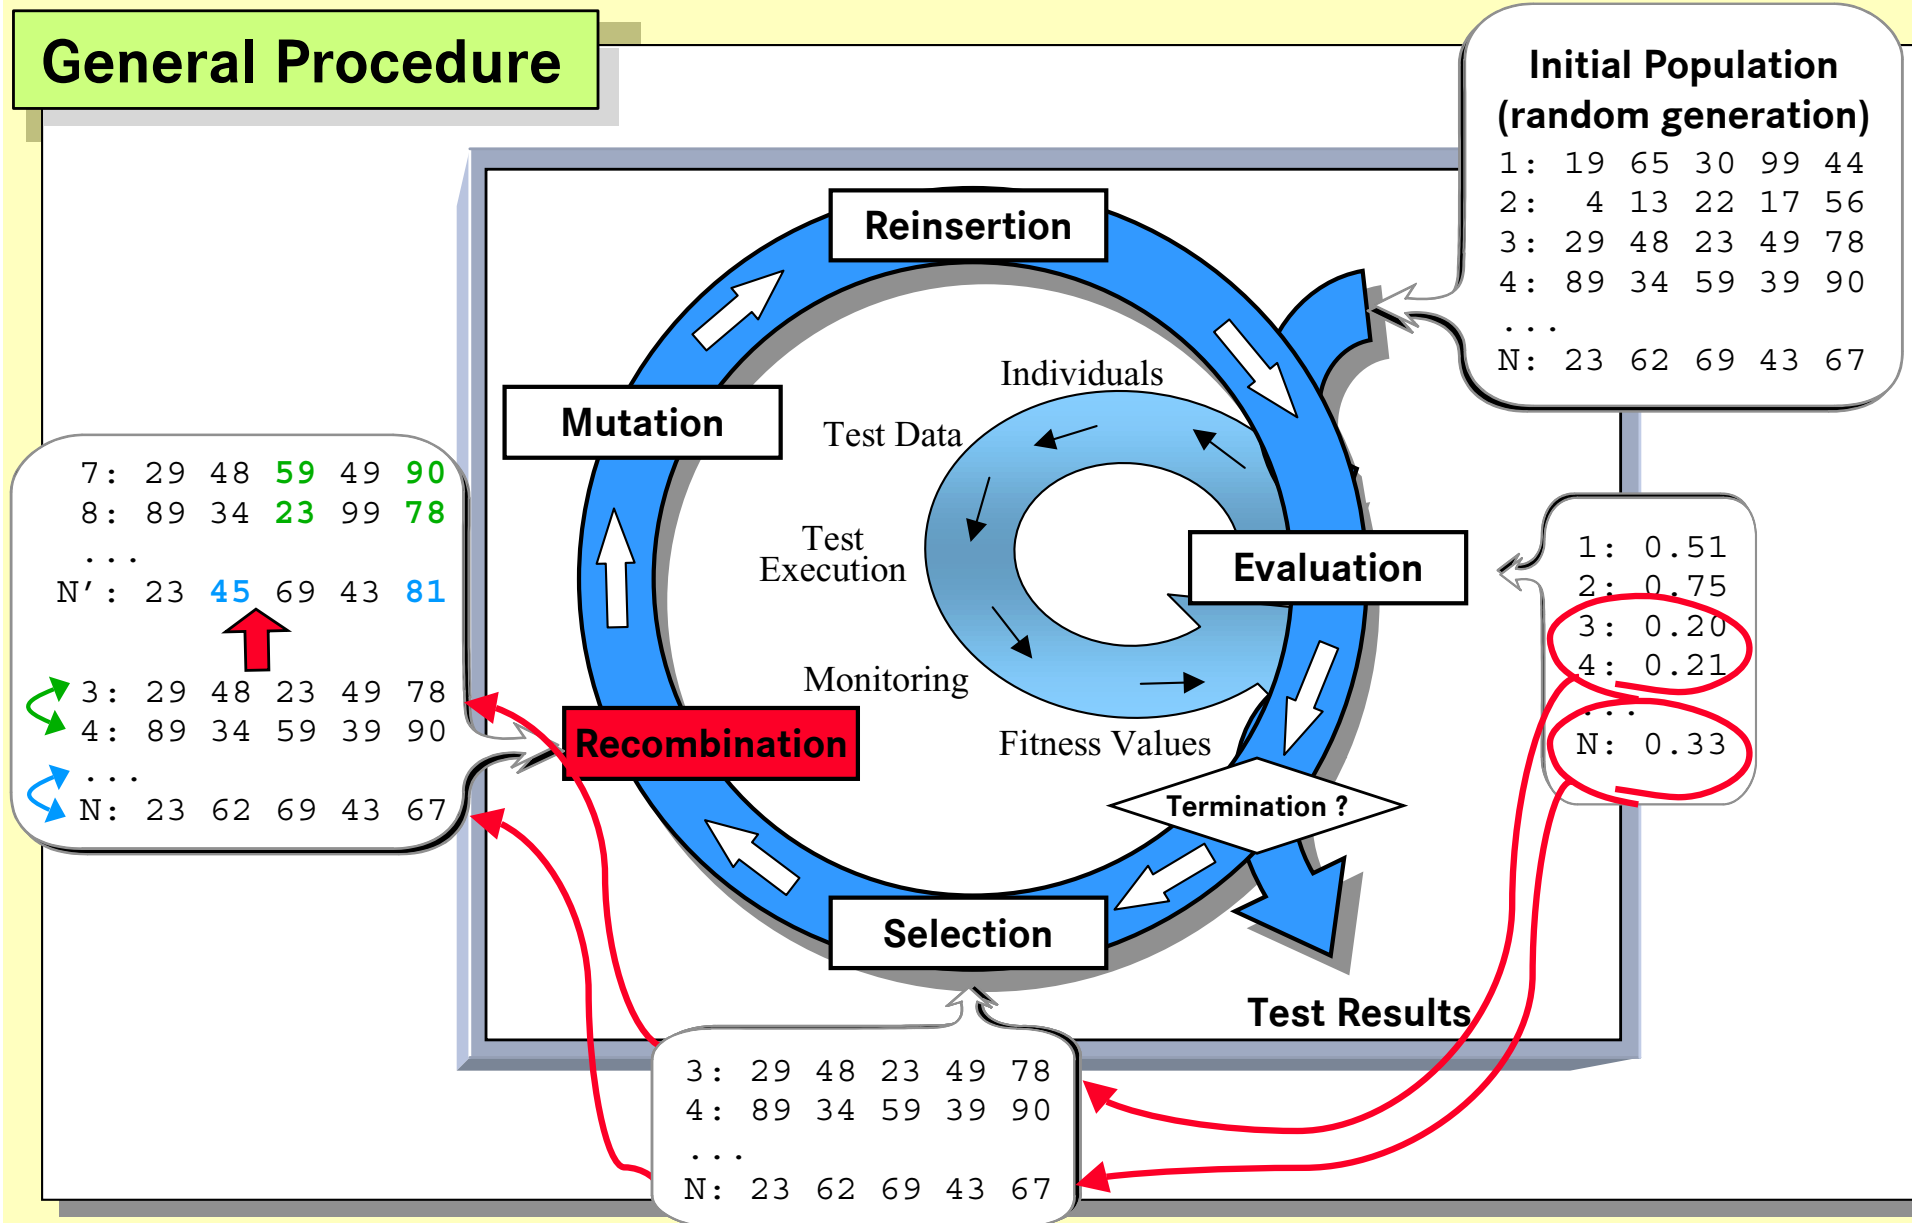 General Procedure
Initial Population
(random generation)
1: 19 65 30 99 44
2: 4 13 22 17 56
3: 29 48 23 49 78
4: 89 34 59 39 90
...
N: 23 62 69 43 67
Reinsertion
Individuals
Test Data
Mutation
Test
Execution
Evaluation
Monitoring
Fitness Values
Recombination
Termination ?
Selection
Test Results
7: 29 48 59 49 90
8: 89 34 23 99 78
...
N': 23 45 69 43 81
3: 29 48 23 49 78
4: 89 34 59 39 90
...
N: 23 62 69 43 67
1: 0.51
2: 0.75
3: 0.20
4: 0.21
...
N: 0.33
3: 29 48 23 49 78
4: 89 34 59 39 90
...
N: 23 62 69 43 67